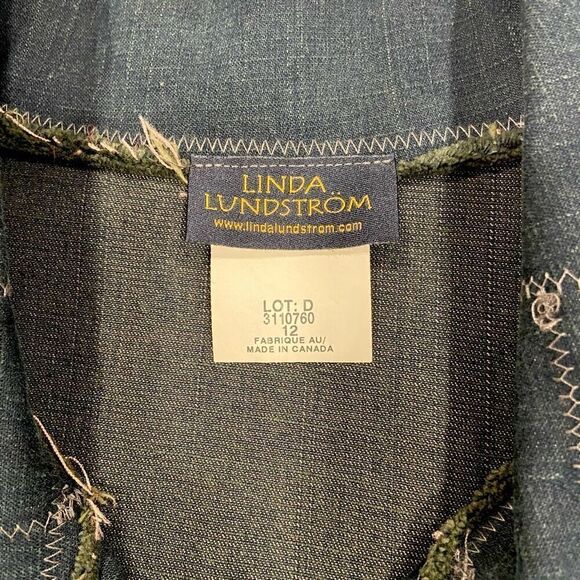 LINDA
LUNDSTRÖM
www.lindalundstrom.com
LOT: D
3110760
12
FABRIQUE AU/
MADE IN CANADA